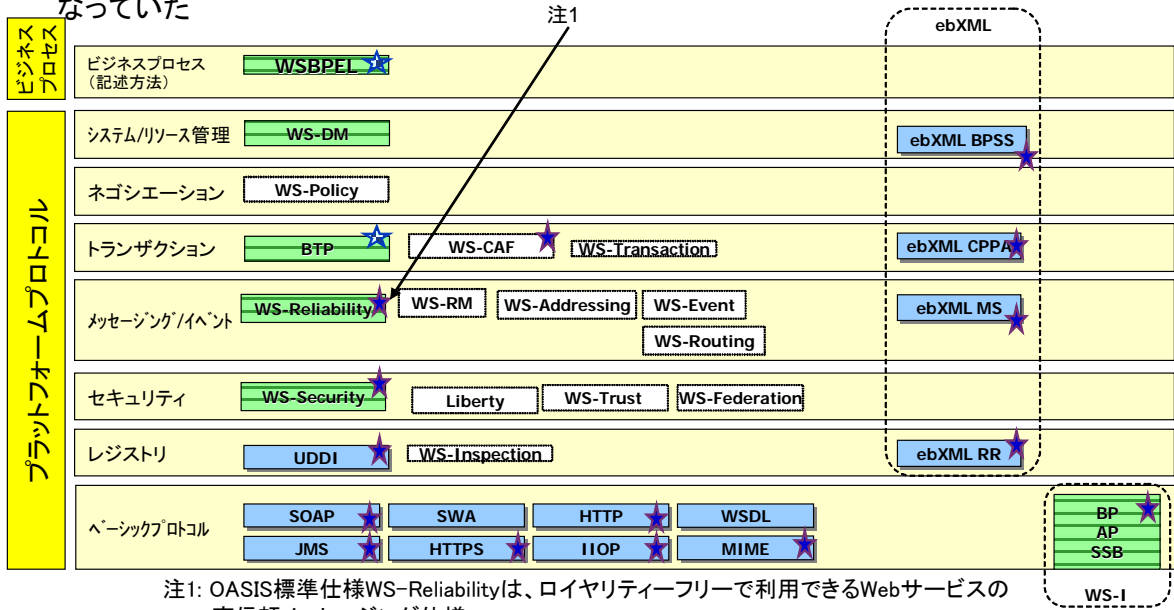 なっていた
注1
ebXML
ビジネス
プロセス
ビジネスプロセス
(記述方法)
WSBPEL
プラットフォームプロトコル
システム/リソース管理
WS-DM
ebXML BPSS
ネゴシエーション
WS-Policy
トランザクション
BTP
WS-CAF
WS-Transaction
ebXML CPPA
メッセージング/イベント
WS-Reliability
WS-RM
WS-Addressing
WS-Event
WS-Routing
ebXML MS
セキュリティ
WS-Security
Liberty
WS-Trust
WS-Federation
レジストリ
UDDI
WS-Inspection
ebXML RR
ベーシックプロトコル
SOAP
SWA
HTTP
WSDL
JMS
HTTPS
IIOP
MIME
BP
AP
SSB
WS-I
注1: OASIS標準仕様WS-Reliabilityは、ロイヤリティーフリーで利用できるWebサービスの